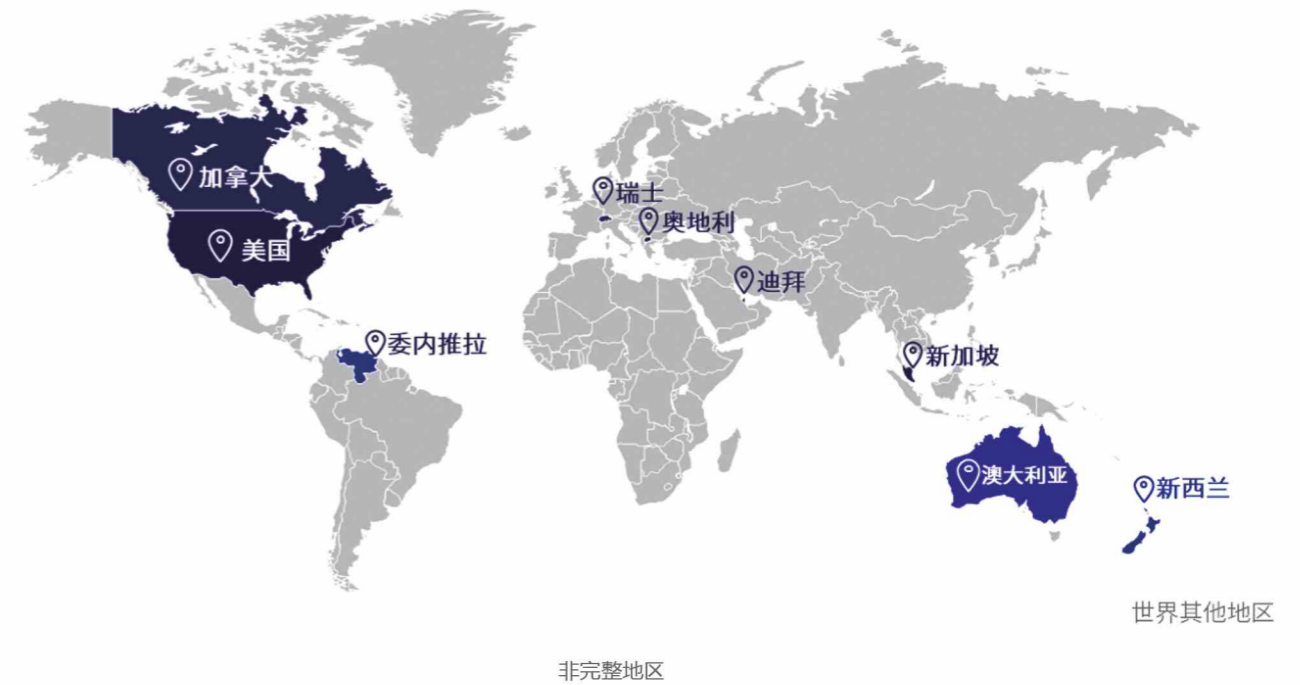 加拿大
美国
瑞士
奥地利
迪拜
委内推拉
新加坡
澳大利亚
新西兰
世界其他地区
非完整地区